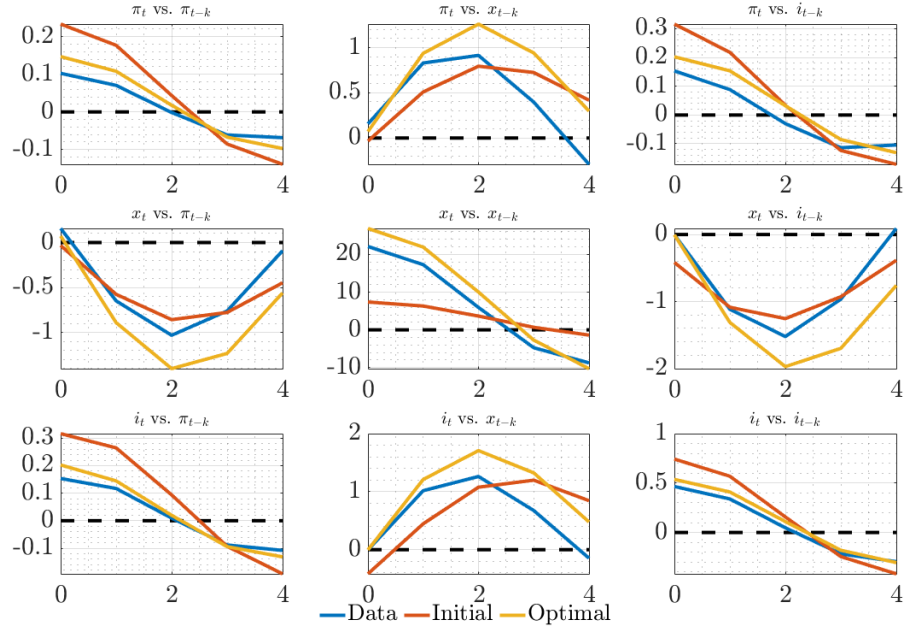 π_t vs. π_{t−k}
π_t vs. x_{t−k}
π_t vs. i_{t−k}
0.2
0.1
0
-0.1
0 2 4
1
0.5
0
0 2 4
0.3
0.2
0.1
0
-0.1
0 2 4
x_t vs. π_{t−k}
x_t vs. x_{t−k}
x_t vs. i_{t−k}
0
-0.5
-1
0 2 4
20
10
0
-10
0 2 4
0
-1
-2
0 2 4
i_t vs. π_{t−k}
i_t vs. x_{t−k}
i_t vs. i_{t−k}
0.3
0.2
0.1
0
-0.1
0 2 4
2
1
0
0 2 4
1
0.5
0
0 2 4
Data Initial Optimal